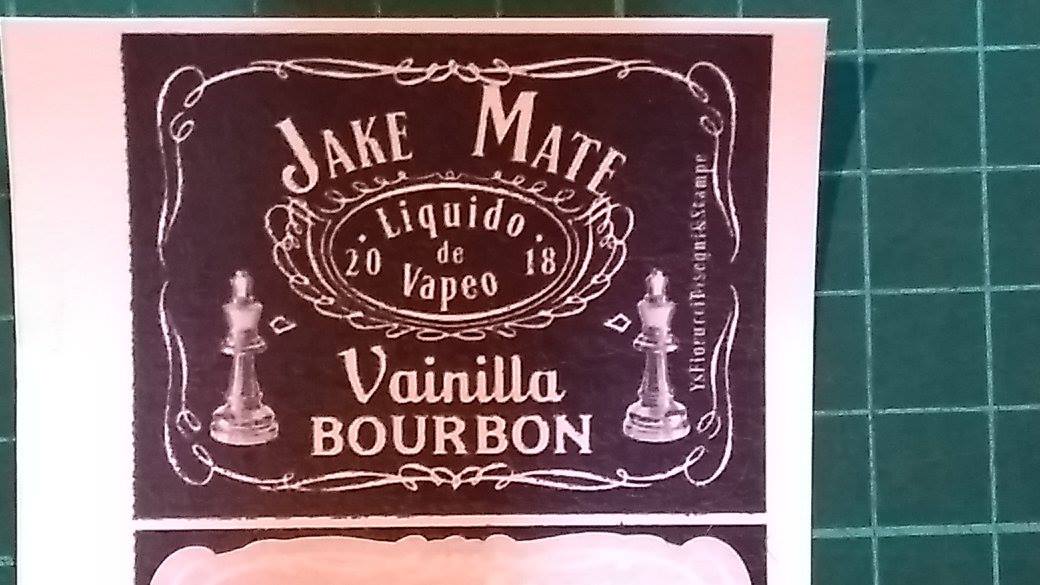 JAKE MATE
Liquido
20 de 18
Vapeo
Vainilla
BOURBON